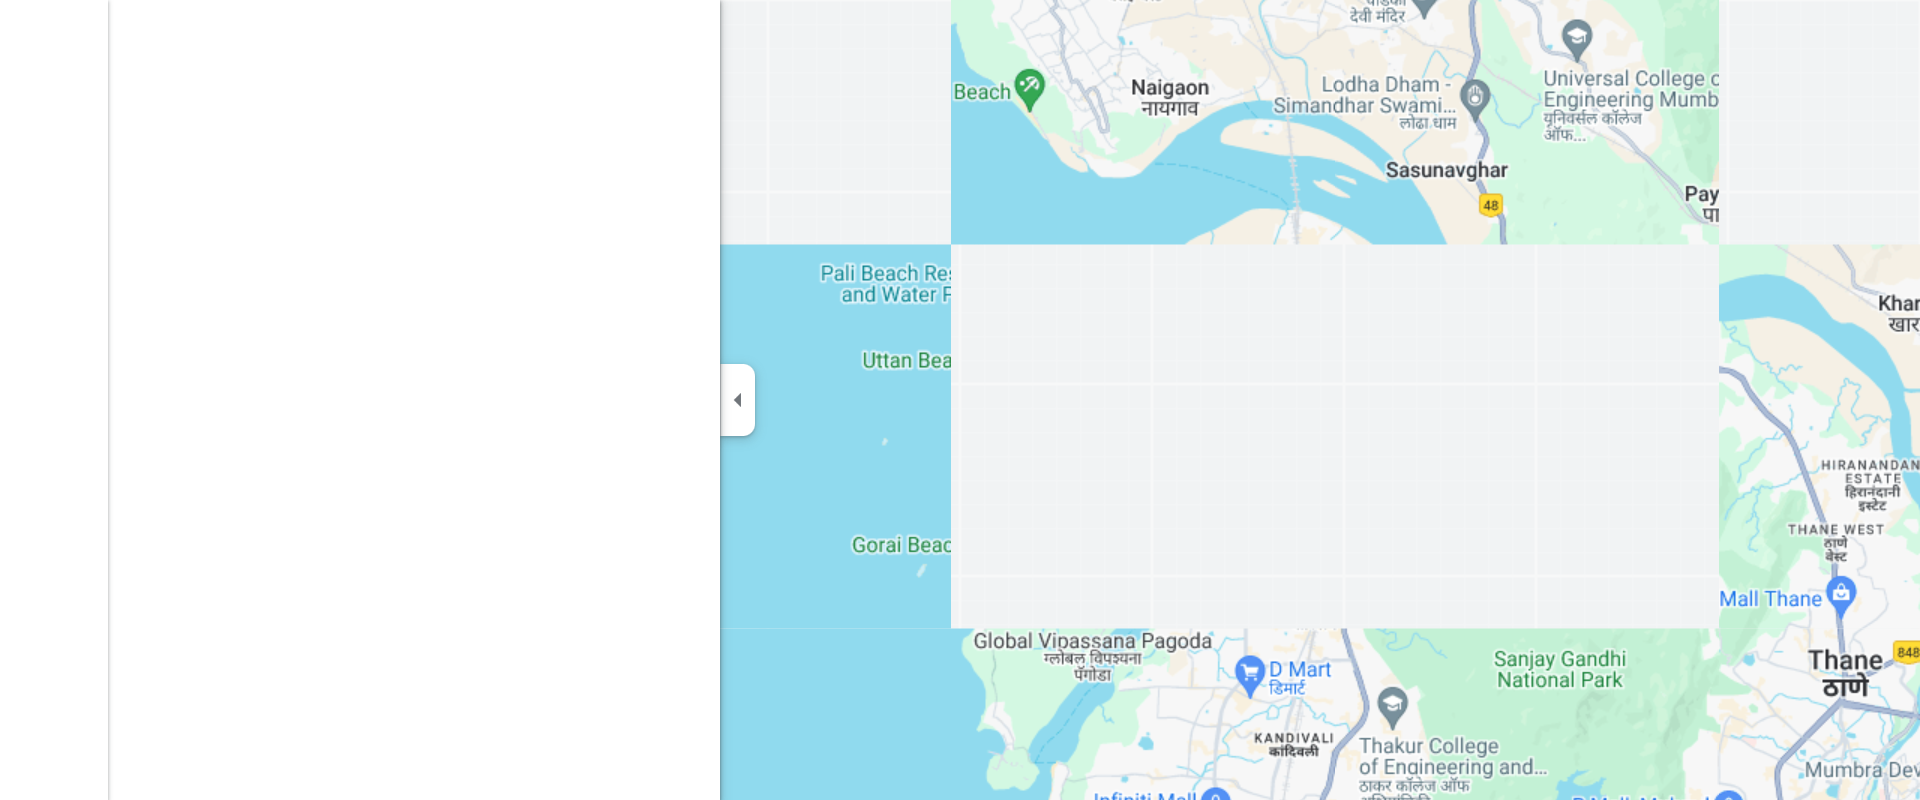 देवी मंदिर
Beach
Naigaon
नायगाव
Lodha Dham -
Simandhar Swami...
लोढा धाम
Universal College o
Engineering Mumb
यूनिवर्सल कॉलेज
ऑफ...
Sasunavghar
48
Pay
पा
Pali Beach Res
and Water P
Uttan Bea
Gorai Beac
Khar
खार
HIRANANDAN
ESTATE
हिरानंदानी
इस्टेट
THANE WEST
ठाणे
वेस्ट
Mall Thane
Thane
ठाणे
848
Global Vipassana Pagoda
ग्लोबल विपश्यना
पॅगोडा
D Mart
डिमार्ट
Sanjay Gandhi
National Park
KANDIVALI
कांदिवली
Thakur College
of Engineering and...
ठाकर कॉलेज ऑफ
Mumbra Dev
Infiniti Mall